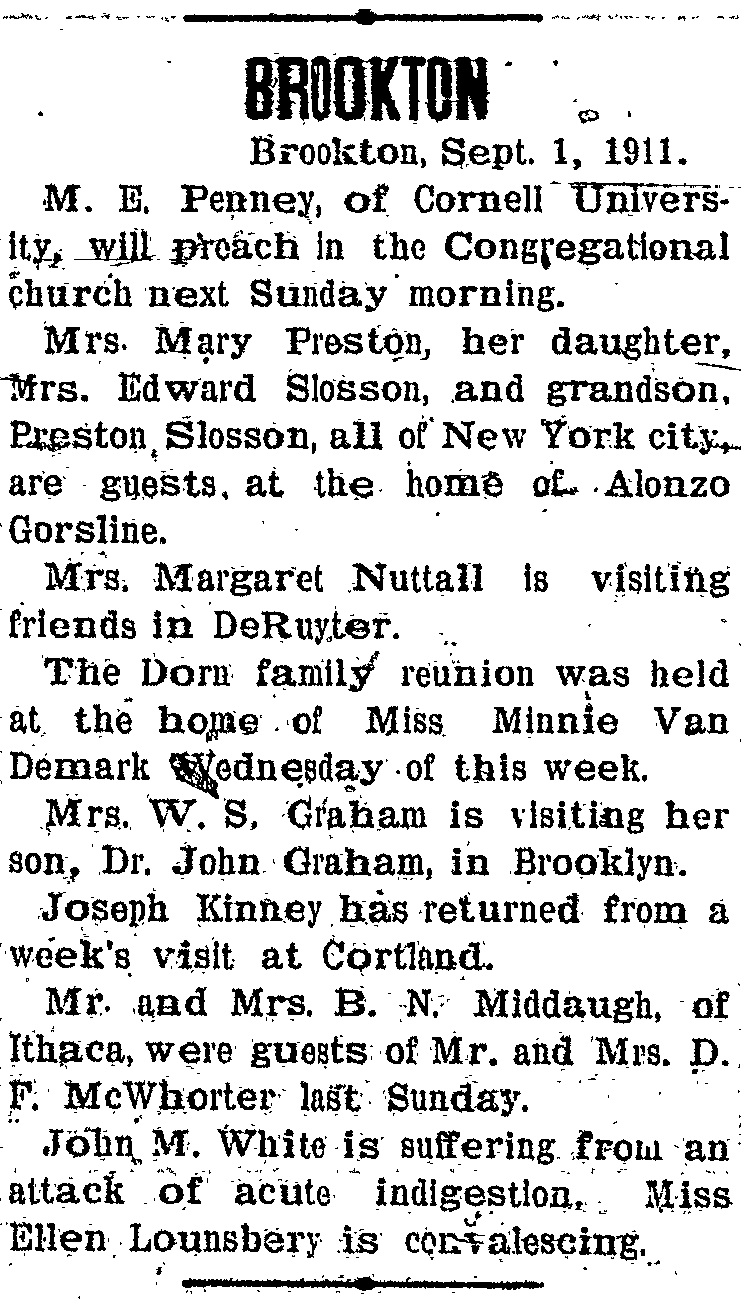 BROOKTON
Brookton, Sept. 1, 1911.
M. E. Penney, of Cornell Univers-
ity, will preach in the Congregational
church next Sunday morning.
Mrs. Mary Preston, her daughter,
Mrs. Edward Slosson, and grandson,
Preston Slosson, all of New York city,
are guests at the home of Alonzo
Gorsline.
Mrs. Margaret Nuttall is visiting
friends in DeRuyter.
The Dorn family reunion was held
at the home of Miss Minnie Van
Demark Wednesday of this week.
Mrs. W. S. Graham is visiting her
son, Dr. John Graham, in Brooklyn.
Joseph Kinney has returned from a
week's visit at Cortland.
Mr. and Mrs. B. N. Middaugh, of
Ithaca, were guests of Mr. and Mrs. D.
F. McWhorter last Sunday.
John M. White is suffering from an
attack of acute indigestion. Miss
Ellen Lounsbery is convalescing.